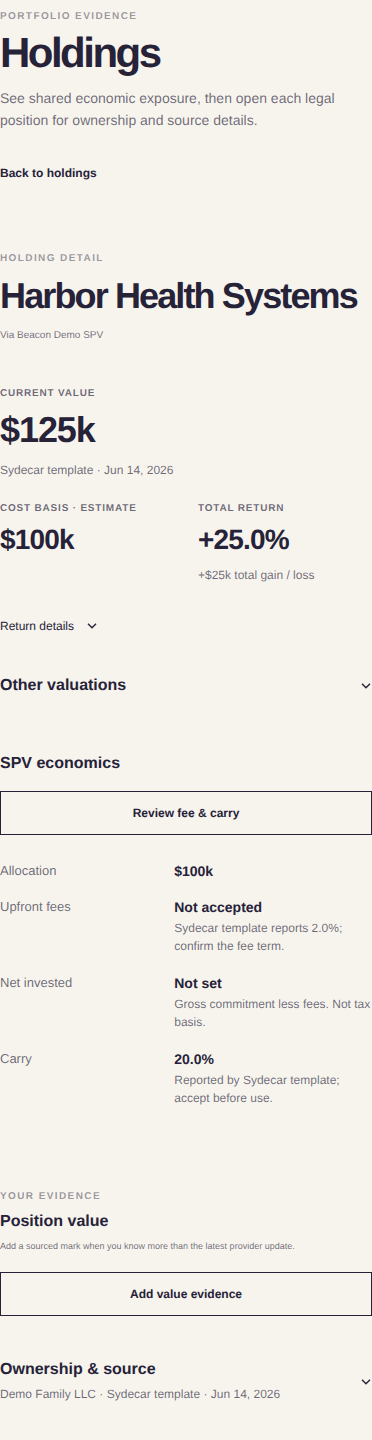 PORTFOLIO EVIDENCE
Holdings
See shared economic exposure, then open each legal
position for ownership and source details.
Back to holdings
HOLDING DETAIL
Harbor Health Systems
Via Beacon Demo SPV
CURRENT VALUE
$125k
Sydecar template · Jun 14, 2026
COST BASIS · ESTIMATE
$100k
TOTAL RETURN
+25.0%
+$25k total gain / loss
Return details
Other valuations
SPV economics
Review fee & carry
Allocation
$100k
Upfront fees
Not accepted
Sydecar template reports 2.0%;
confirm the fee term.
Net invested
Not set
Gross commitment less fees. Not tax
basis.
Carry
20.0%
Reported by Sydecar template;
accept before use.
YOUR EVIDENCE
Position value
Add a sourced mark when you know more than the latest provider update.
Add value evidence
Ownership & source
Demo Family LLC · Sydecar template · Jun 14, 2026